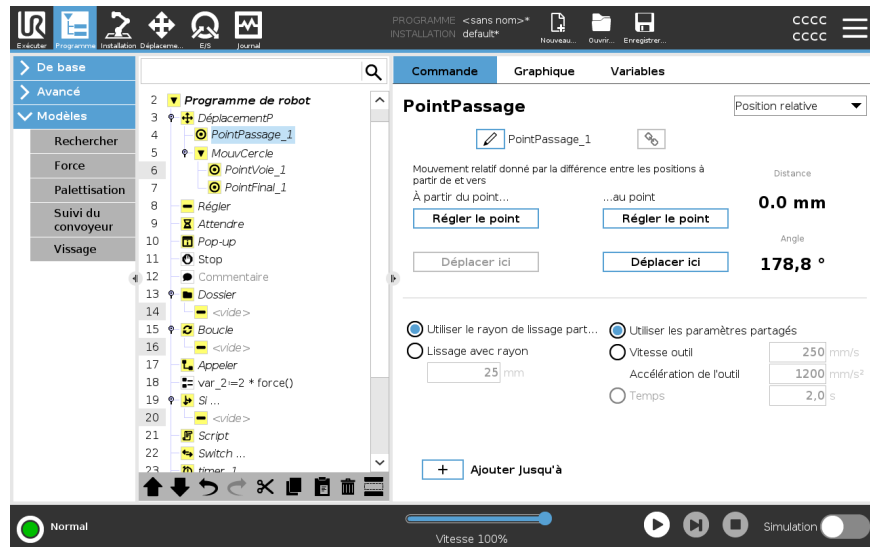 PROGRAMME <sans nom>*
INSTALLATION default*
Nouveau...
Ouvrir...
Enregistrer...
cccc
cccc
UR
Exécuter
Programme
Installation
Déplaceme...
E/S
Journal
De base
Avancé
Modèles
Rechercher
Force
Palettisation
Suivi du
convoyeur
Vissage
2 Programme de robot
3 DéplacementP
4 PointPassage_1
5 MouvCercle
6 PointVoie_1
7 PointFinal_1
8 Régler
9 Attendre
10 Pop-up
11 Stop
12 Commentaire
13 Dossier
14 <vide>
15 Boucle
16 <vide>
17 Appeler
18 var_2≔2 * force()
19 Si ...
20 <vide>
21 Script
22 Switch ...
23 timer_1
Commande Graphique Variables
PointPassage
Position relative
PointPassage_1
Mouvement relatif donné par la différence entre les positions à
partir de et vers
À partir du point...
...au point
Régler le point
Régler le point
Déplacer ici
Déplacer ici
Distance
0.0 mm
Angle
178,8 °
Utiliser le rayon de lissage part...
Lissage avec rayon
25 mm
Utiliser les paramètres partagés
Vitesse outil 250 mm/s
Accélération de l'outil 1200 mm/s²
Temps 2,0 s
+ Ajouter Jusqu'à
Normal
Vitesse 100%
Simulation